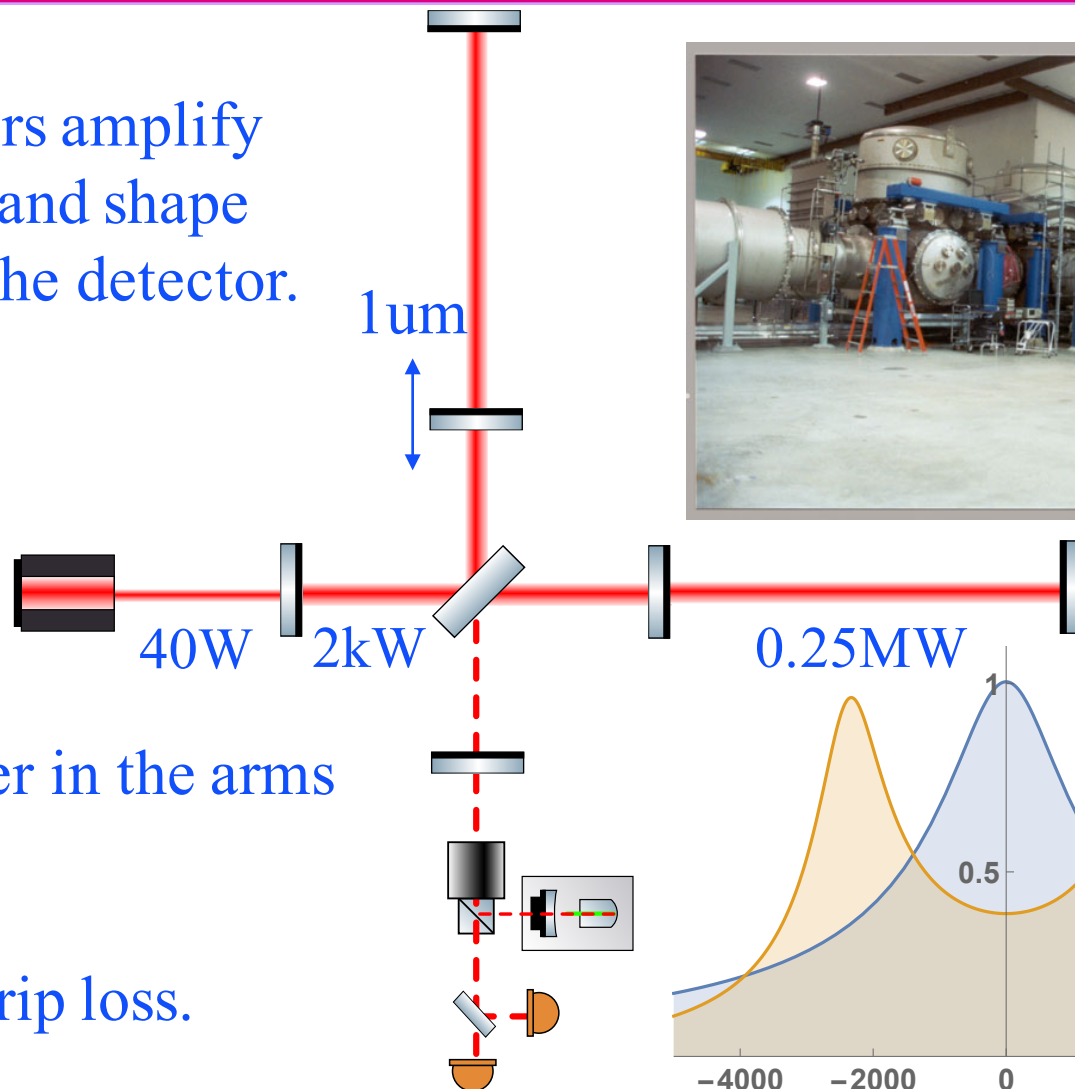 rs amplify
and shape
he detector.
1um
40W
2kW
0.25MW
1
er in the arms
0.5
rip loss.
−4000
−2000
0